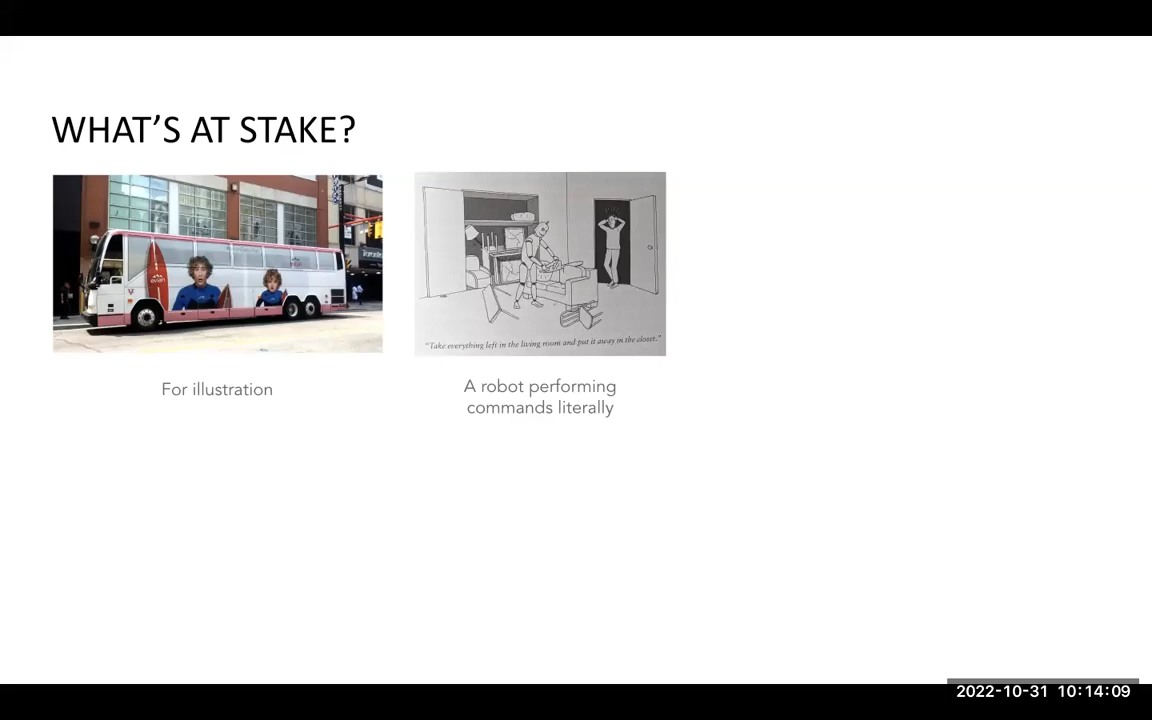 WHAT'S AT STAKE?
evian
"Take everything left in the living room and put it away in the closet."
For illustration
A robot performing
commands literally
2022-10-31 10:14:09